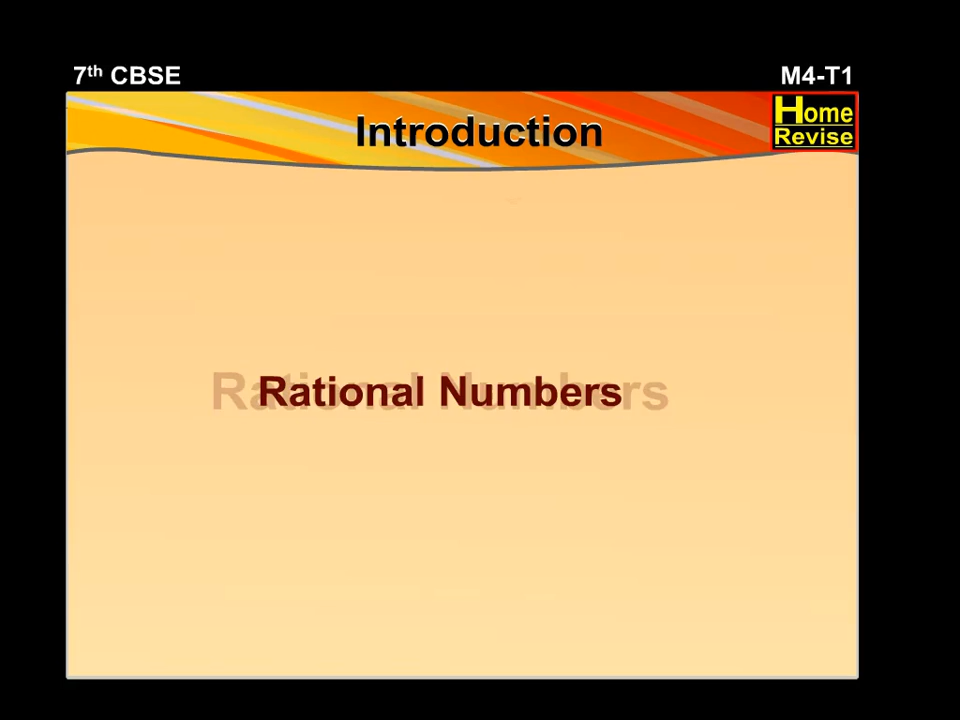 7th CBSE
M4-T1
Introduction
Home
Revise
Rational Numbers